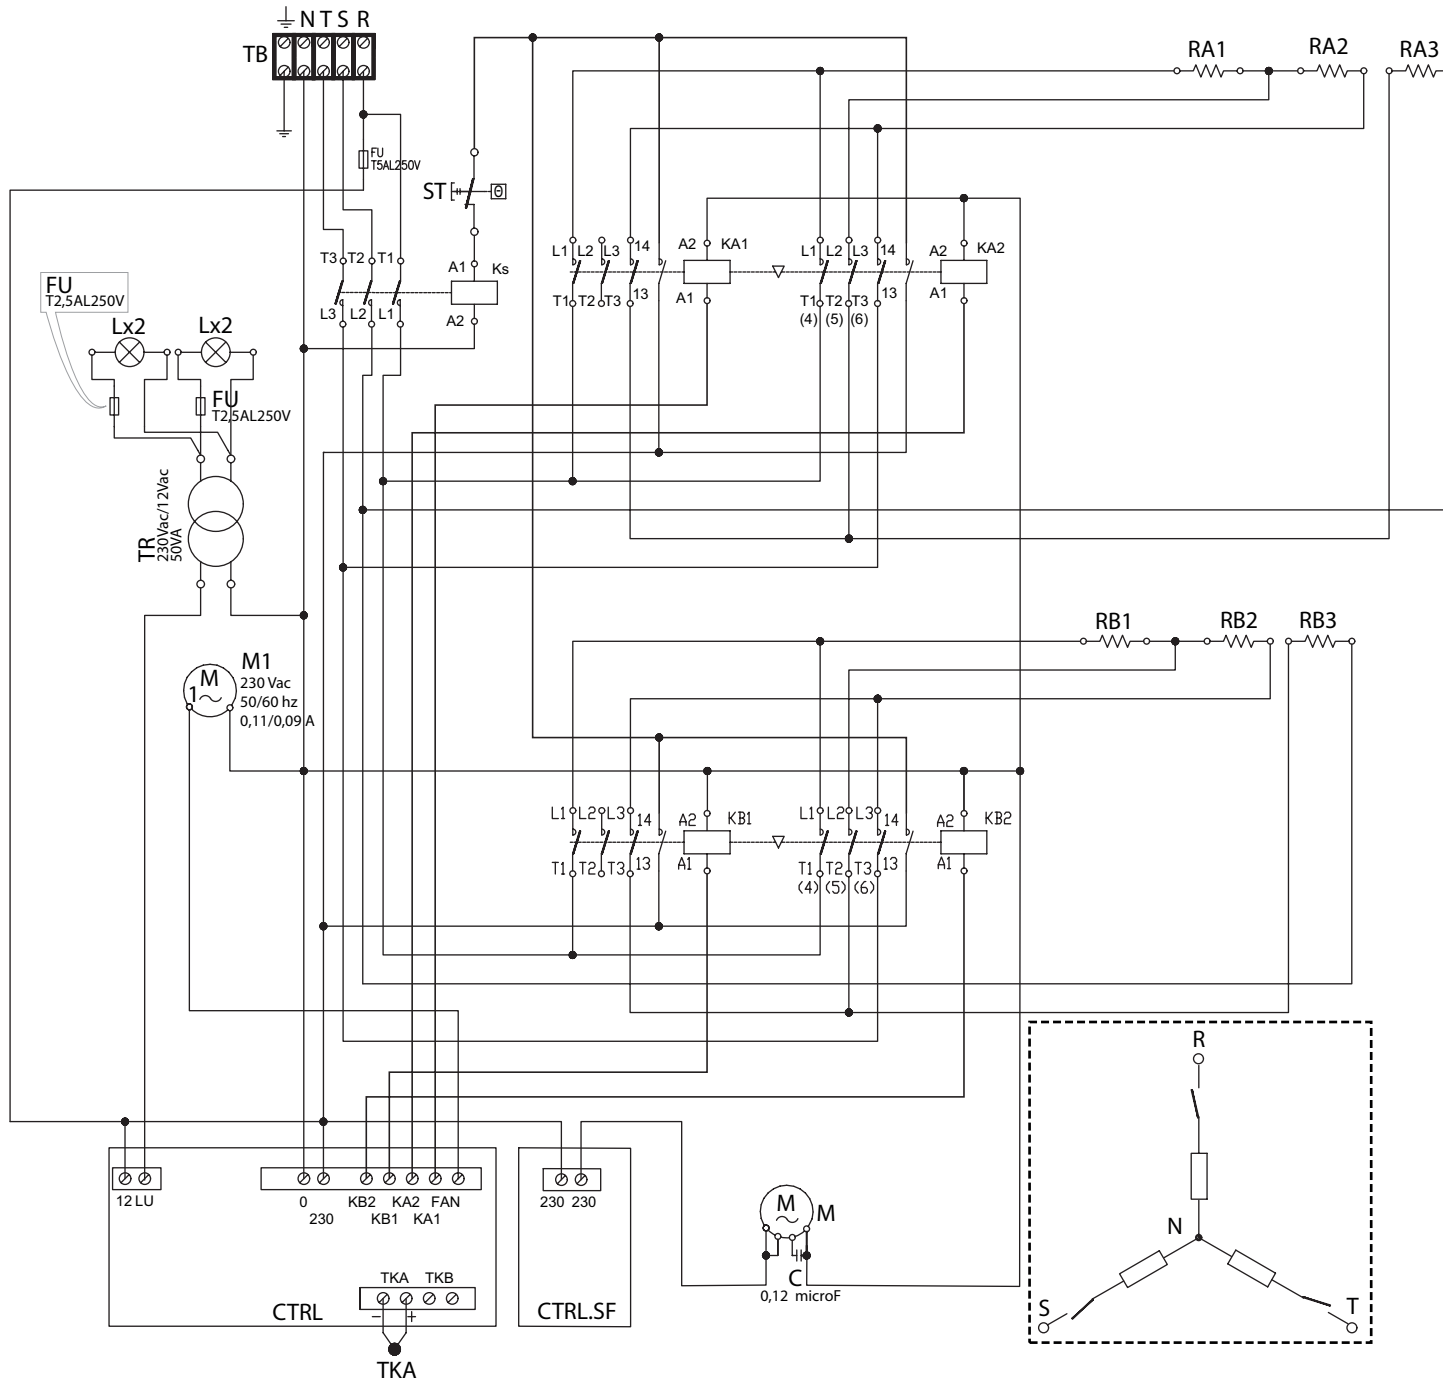 N T S R
TB
RA1
RA2
RA3
FU
T5AL250V
ST
Θ
T3 T2 T1
A1 Ks
A2
L3 L2 L1
L1 L2 L3 14
A2 KA1
T1 T2 T3 13
A1
L1 L2 L3 14
A2 KA2
T1 T2 T3 13
(4) (5) (6)
A1
FU
T2,5AL250V
Lx2
Lx2
FU
T2,5AL250V
TR
230Vac/12Vac
50VA
RB1
RB2
RB3
M
1
M1
230 Vac
50/60 hz
0,11/0,09 A
L1 L2 L3 14
A2 KB1
T1 T2 T3 13
A1
L1 L2 L3 14
A2 KB2
T1 T2 T3 13
(4) (5) (6)
A1
12 LU
0
230
KB2
KB1
KA2
KA1
FAN
TKA TKB
− +
CTRL
TKA
230 230
CTRL.SF
M
M
C
0,12 microF
R
N
S
T